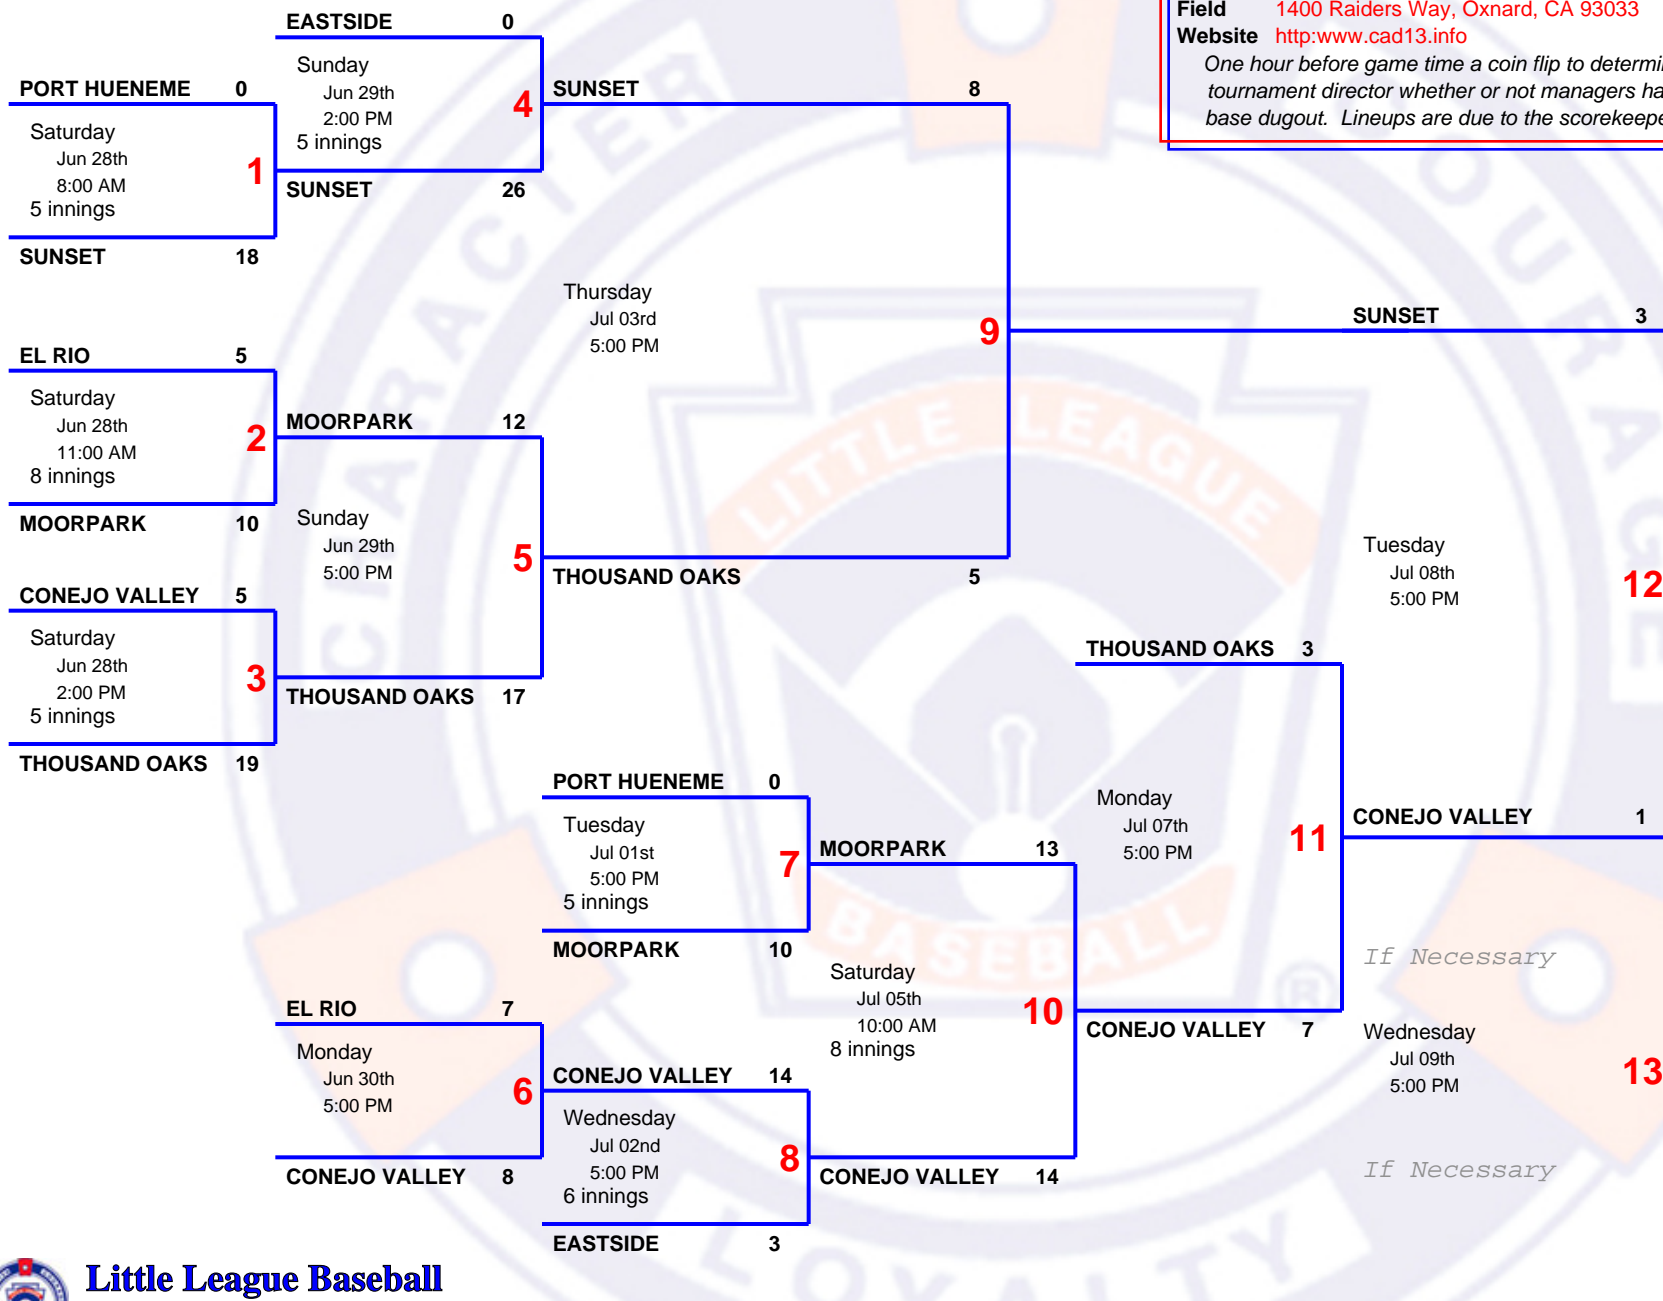 EASTSIDE 0
Field 1400 Raiders Way, Oxnard, CA 93033
Website http:www.cad13.info
One hour before game time a coin flip to determi
tournament director whether or not managers ha
base dugout. Lineups are due to the scorekeepe
PORT HUENEME 0
Saturday
Jun 28th
8:00 AM
5 innings
1
SUNSET 18
Sunday
Jun 29th
2:00 PM
5 innings
4
SUNSET 26
SUNSET 8
EL RIO 5
Saturday
Jun 28th
11:00 AM
8 innings
2
MOORPARK 10
MOORPARK 12
Sunday
Jun 29th
5:00 PM
5
CONEJO VALLEY 5
Saturday
Jun 28th
2:00 PM
5 innings
3
THOUSAND OAKS 19
THOUSAND OAKS 17
Thursday
Jul 03rd
5:00 PM
9
THOUSAND OAKS 5
SUNSET 3
Tuesday
Jul 08th
5:00 PM
12
THOUSAND OAKS 3
Monday
Jul 07th
5:00 PM
11
CONEJO VALLEY 1
PORT HUENEME 0
Tuesday
Jul 01st
5:00 PM
5 innings
7
MOORPARK 10
MOORPARK 13
Saturday
Jul 05th
10:00 AM
8 innings
10
CONEJO VALLEY 7
EL RIO 7
Monday
Jun 30th
5:00 PM
6
CONEJO VALLEY 8
CONEJO VALLEY 14
Wednesday
Jul 02nd
5:00 PM
6 innings
8
EASTSIDE 3
CONEJO VALLEY 14
If Necessary
Wednesday
Jul 09th
5:00 PM
13
If Necessary
Little League Baseball
CHARACTER
COURAGE
LOYALTY
LITTLE LEAGUE
BASEBALL
®